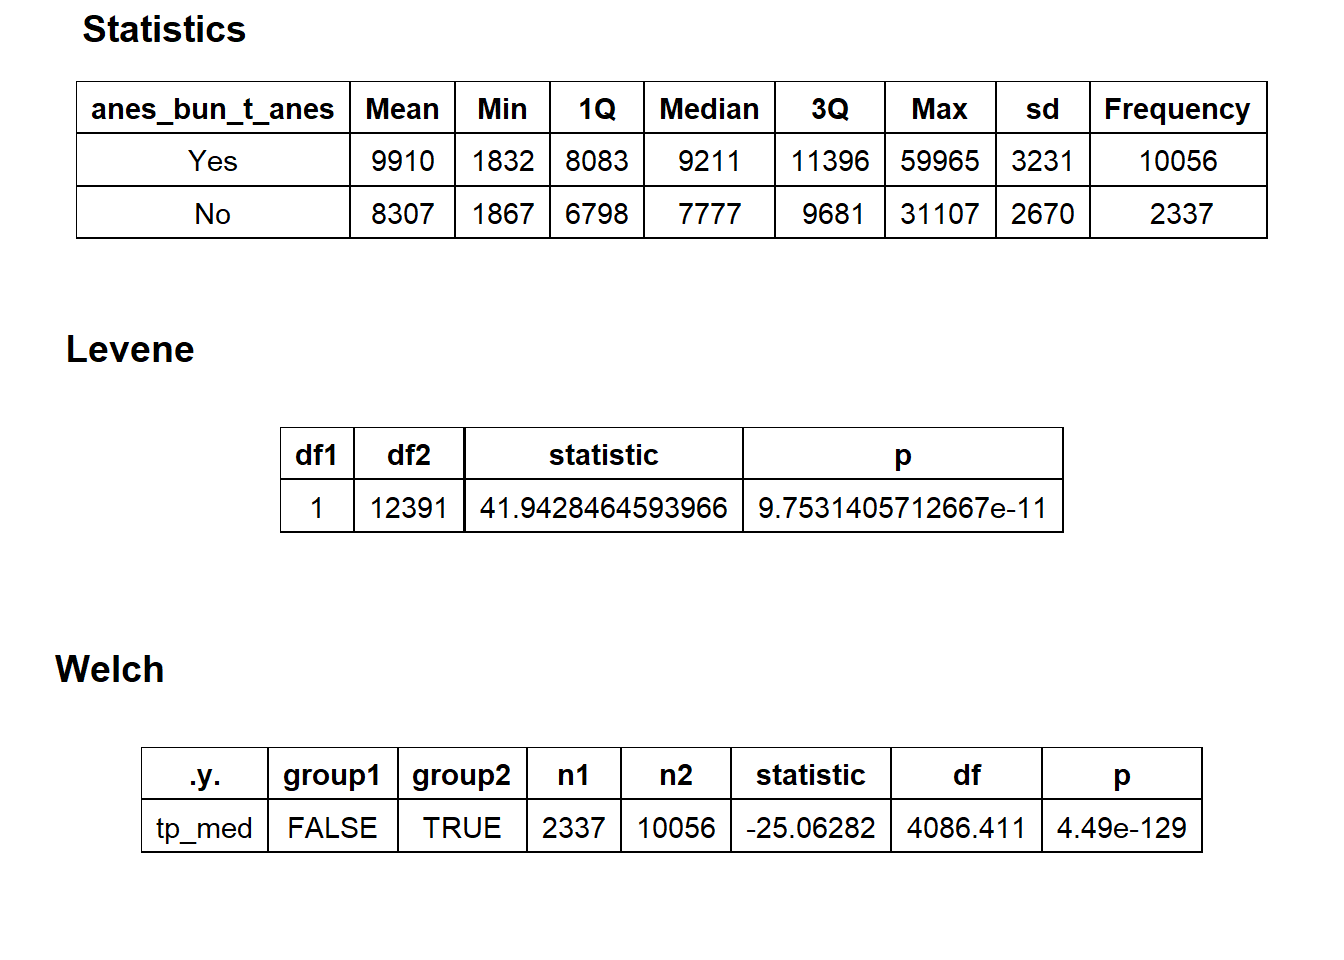 Statistics
anes_bun_t_anes Mean Min 1Q Median 3Q Max sd Frequency
Yes 9910 1832 8083 9211 11396 59965 3231 10056
No 8307 1867 6798 7777 9681 31107 2670 2337
Levene
df1 df2 statistic p
1 12391 41.9428464593966 9.7531405712667e-11
Welch
.y. group1 group2 n1 n2 statistic df p
tp_med FALSE TRUE 2337 10056 -25.06282 4086.411 4.49e-129